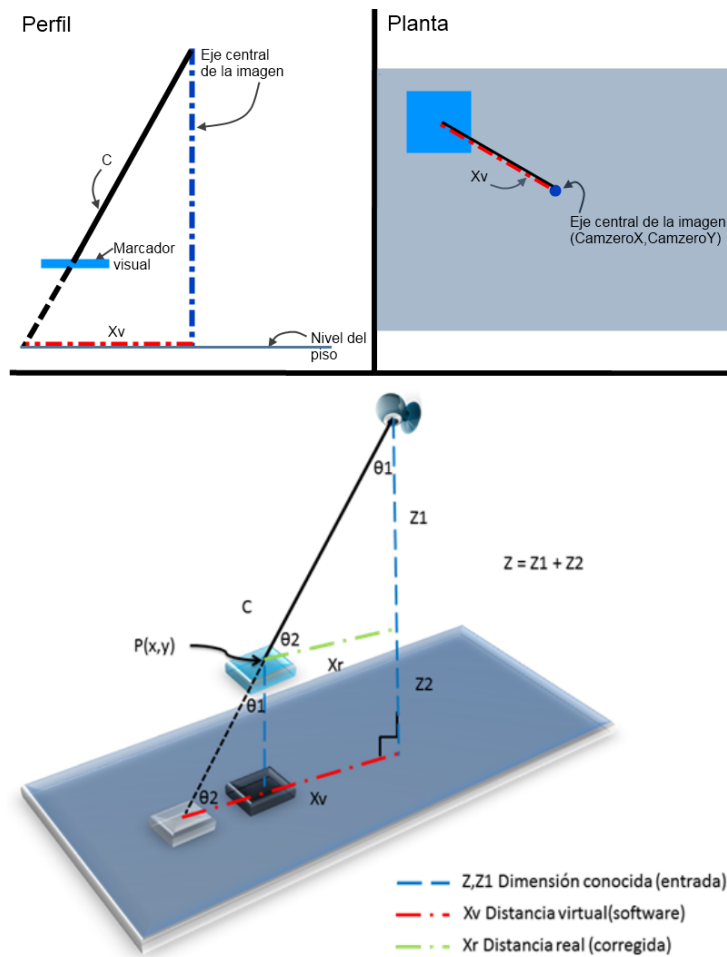 Perfil
Eje central
de la imagen
C
Marcador
visual
Xv
Nivel del
piso
Planta
Xv
Eje central de la imagen
(CamzeroX,CamzeroY)
θ1
Z1
Z = Z1 + Z2
C
P(x,y)
θ2
Xr
Z2
θ1
θ2
Xv
Z,Z1 Dimensión conocida (entrada)
Xv Distancia virtual(software)
Xr Distancia real (corregida)